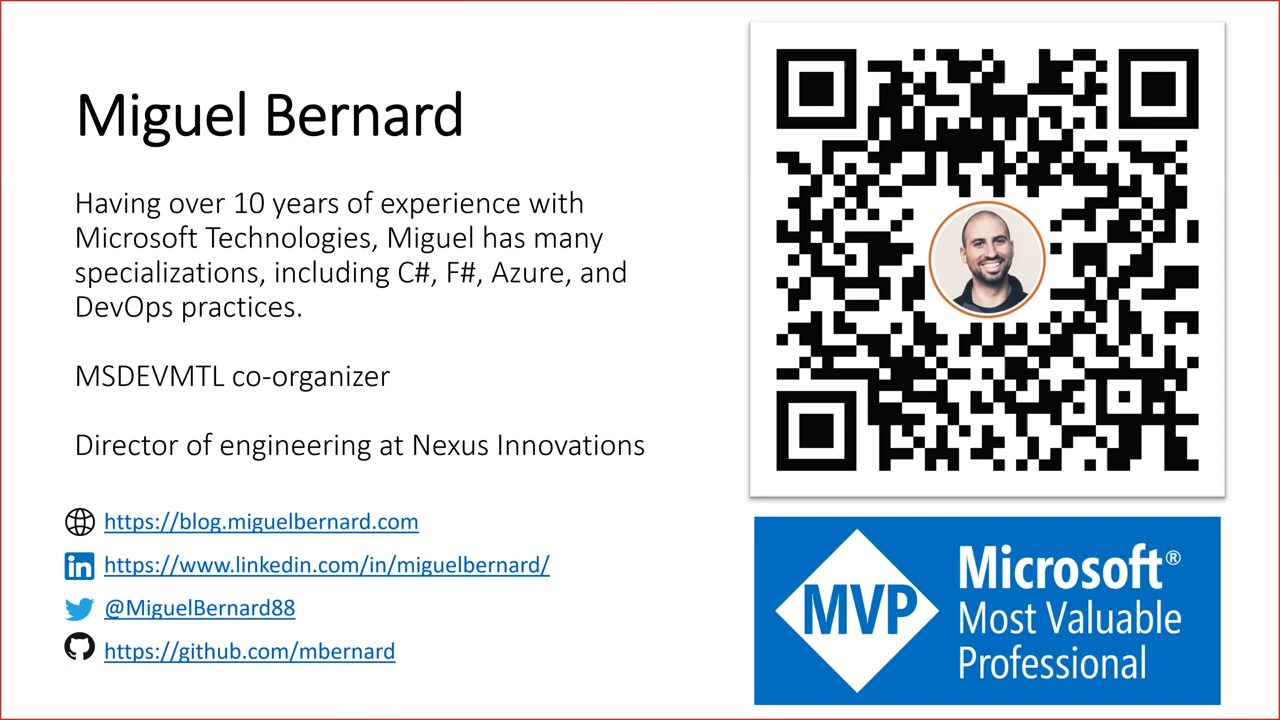 Miguel Bernard
Having over 10 years of experience with
Microsoft Technologies, Miguel has many
specializations, including C#, F#, Azure, and
DevOps practices.
MSDEVMTL co-organizer
Director of engineering at Nexus Innovations
https://blog.miguelbernard.com
in https://www.linkedin.com/in/miguelbernard/
@MiguelBernard88
https://github.com/mbernard
MVP
Microsoft®
Most Valuable
Professional